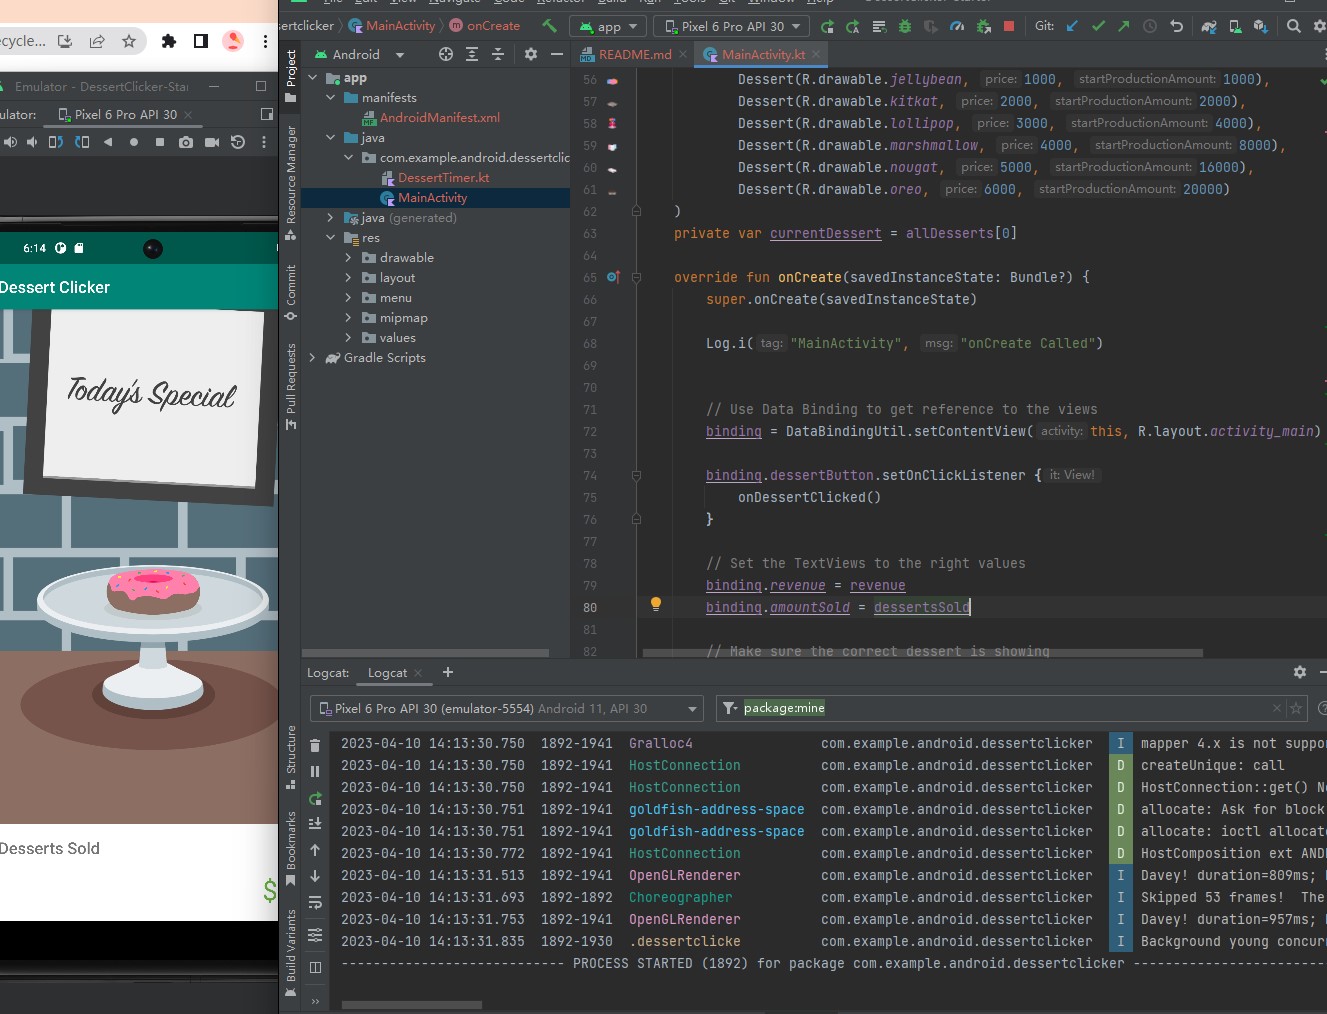 File Edit View Navigate Code Refactor Build Run Tools Git Window Help
ecycle...
Emulator - DessertClicker-Star
ulator: Pixel 6 Pro API 30
6:14
Dessert Clicker
Today's Special
Desserts Sold
$
sertclicker MainActivity onCreate app Pixel 6 Pro API 30 Git:
Project
Resource Manager
Commit
Pull Requests
Structure
Bookmarks
Build Variants
Android
app
manifests
AndroidManifest.xml
java
com.example.android.dessertclic
DessertTimer.kt
MainActivity
java (generated)
res
drawable
layout
menu
mipmap
values
Gradle Scripts
README.md MainActivity.kt
56 Dessert(R.drawable.jellybean, price: 1000, startProductionAmount: 1000),
57 Dessert(R.drawable.kitkat, price: 2000, startProductionAmount: 2000),
58 Dessert(R.drawable.lollipop, price: 3000, startProductionAmount: 4000),
59 Dessert(R.drawable.marshmallow, price: 4000, startProductionAmount: 8000),
60 Dessert(R.drawable.nougat, price: 5000, startProductionAmount: 16000),
61 Dessert(R.drawable.oreo, price: 6000, startProductionAmount: 20000)
62 )
63 private var currentDessert = allDesserts[0]
64
65 override fun onCreate(savedInstanceState: Bundle?) {
66 super.onCreate(savedInstanceState)
67
68 Log.i( tag: "MainActivity", msg: "onCreate Called")
69
70
71 // Use Data Binding to get reference to the views
72 binding = DataBindingUtil.setContentView( activity: this, R.layout.activity_main)
73
74 binding.dessertButton.setOnClickListener { it: View!
75 onDessertClicked()
76 }
77
78 // Set the TextViews to the right values
79 binding.revenue = revenue
80 binding.amountSold = dessertsSold
81
82 // Make sure the correct dessert is showing
Logcat: Logcat
Pixel 6 Pro API 30 (emulator-5554) Android 11, API 30 package:mine
2023-04-10 14:13:30.750 1892-1941 Gralloc4 com.example.android.dessertclicker I mapper 4.x is not suppo
2023-04-10 14:13:30.750 1892-1941 HostConnection com.example.android.dessertclicker D createUnique: call
2023-04-10 14:13:30.750 1892-1941 HostConnection com.example.android.dessertclicker D HostConnection::get() N
2023-04-10 14:13:30.751 1892-1941 goldfish-address-space com.example.android.dessertclicker D allocate: Ask for block
2023-04-10 14:13:30.751 1892-1941 goldfish-address-space com.example.android.dessertclicker D allocate: ioctl allocat
2023-04-10 14:13:30.772 1892-1941 HostConnection com.example.android.dessertclicker D HostComposition ext AND
2023-04-10 14:13:31.513 1892-1941 OpenGLRenderer com.example.android.dessertclicker I Davey! duration=809ms;
2023-04-10 14:13:31.693 1892-1892 Choreographer com.example.android.dessertclicker I Skipped 53 frames! The
2023-04-10 14:13:31.753 1892-1941 OpenGLRenderer com.example.android.dessertclicker I Davey! duration=957ms;
2023-04-10 14:13:31.835 1892-1930 .dessertclicke com.example.android.dessertclicker I Background young concur
---------------------------- PROCESS STARTED (1892) for package com.example.android.dessertclicker ----------------------------